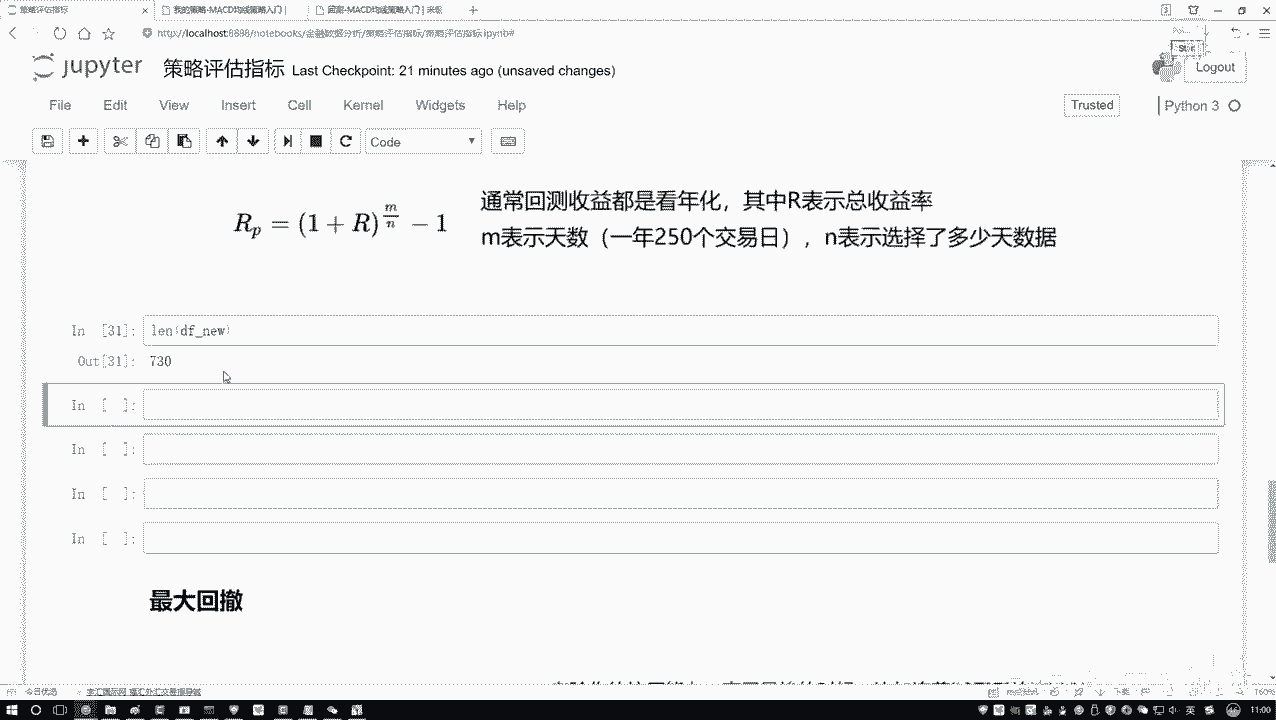 策略评估指标
我的策略-MACD均线策略入门 |
回测-MACD均线策略入门 | 米筐
http://localhost:8888/notebooks/金融数据分析/策略评估指标/策略评估指标.ipynb#
jupyter 策略评估指标 Last Checkpoint: 21 minutes ago (unsaved changes)
Logout
File Edit View Insert Cell Kernel Widgets Help
Trusted
Python 3
Code
R_p = (1 + R)^{m/n} − 1
通常回测收益都是看年化，其中R表示总收益率
m表示天数（一年250个交易日），n表示选择了多少天数据
In [31]: len(df_new)
Out[31]: 730
In [ ]:
In [ ]:
In [ ]:
In [ ]:
最大回撤
今日优选
160%
11:00